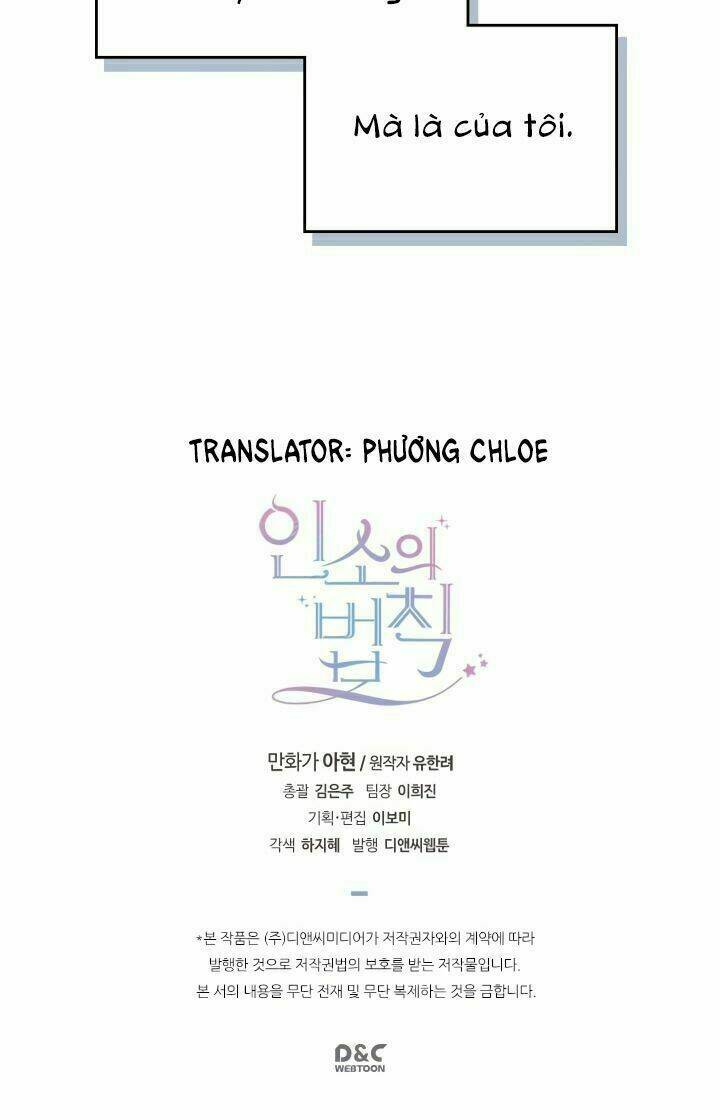 Mà là của tôi.
TRANSLATOR: PHƯƠNG CHLOE
인소의
법칙
만화가 아현 / 원작자 유한려
총괄 김은주 팀장 이희진
기획·편집 이보미
각색 하지혜 발행 디앤씨웹툰
*본 작품은 (주)디앤씨미디어가 저작권자와의 계약에 따라
발행한 것으로 저작권법의 보호를 받는 저작물입니다.
본 서의 내용을 무단 전재 및 무단 복제하는 것을 금합니다.
D&C
WEBTOON